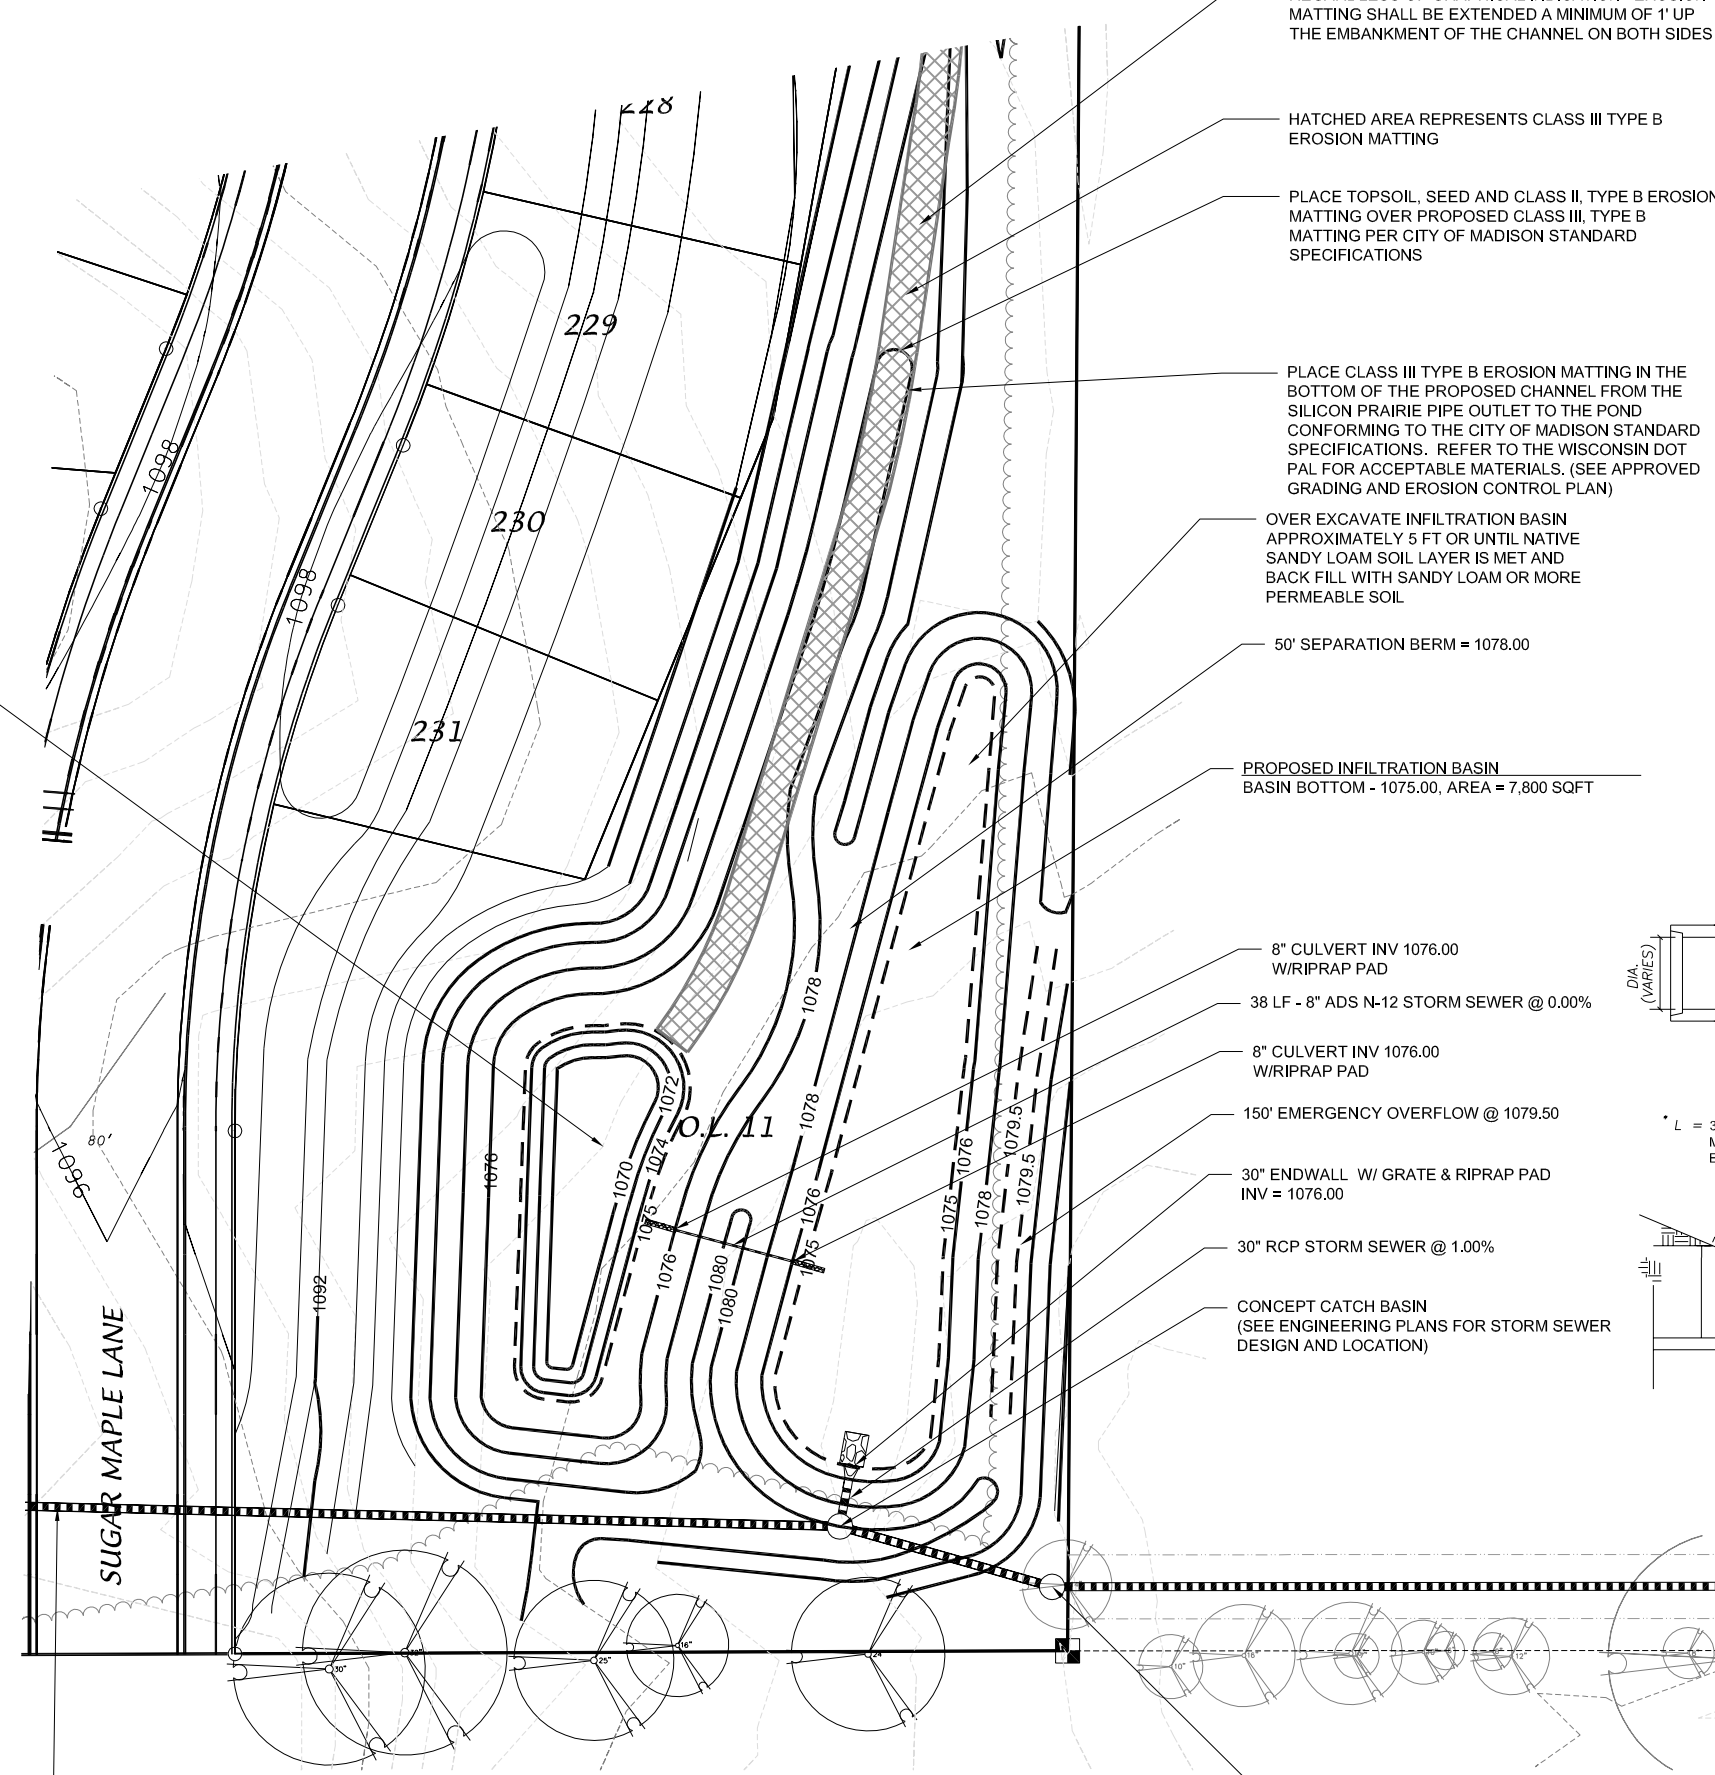 MATTING SHALL BE EXTENDED A MINIMUM OF 1' UP
THE EMBANKMENT OF THE CHANNEL ON BOTH SIDES
HATCHED AREA REPRESENTS CLASS III TYPE B
EROSION MATTING
PLACE TOPSOIL, SEED AND CLASS II, TYPE B EROSION
MATTING OVER PROPOSED CLASS III, TYPE B
MATTING PER CITY OF MADISON STANDARD
SPECIFICATIONS
PLACE CLASS III TYPE B EROSION MATTING IN THE
BOTTOM OF THE PROPOSED CHANNEL FROM THE
SILICON PRAIRIE PIPE OUTLET TO THE POND
CONFORMING TO THE CITY OF MADISON STANDARD
SPECIFICATIONS. REFER TO THE WISCONSIN DOT
PAL FOR ACCEPTABLE MATERIALS. (SEE APPROVED
GRADING AND EROSION CONTROL PLAN)
OVER EXCAVATE INFILTRATION BASIN
APPROXIMATELY 5 FT OR UNTIL NATIVE
SANDY LOAM SOIL LAYER IS MET AND
BACK FILL WITH SANDY LOAM OR MORE
PERMEABLE SOIL
50' SEPARATION BERM = 1078.00
PROPOSED INFILTRATION BASIN
BASIN BOTTOM - 1075.00, AREA = 7,800 SQFT
8" CULVERT INV 1076.00
W/RIPRAP PAD
38 LF - 8" ADS N-12 STORM SEWER @ 0.00%
8" CULVERT INV 1076.00
W/RIPRAP PAD
150' EMERGENCY OVERFLOW @ 1079.50
30" ENDWALL W/ GRATE & RIPRAP PAD
INV = 1076.00
30" RCP STORM SEWER @ 1.00%
CONCEPT CATCH BASIN
(SEE ENGINEERING PLANS FOR STORM SEWER
DESIGN AND LOCATION)
DIA.
(VARIES)
L = 3
228
229
230
231
1098
1098
1096
80'
1092
SUGAR MAPLE LANE
O.L. 11
1076
1070
1072
1074
1075
1076
1078
1078
1076
1075
1080
1080
1075
1076
1078
1079.5
1079.5
30"
25"
16"
24
10"
12"